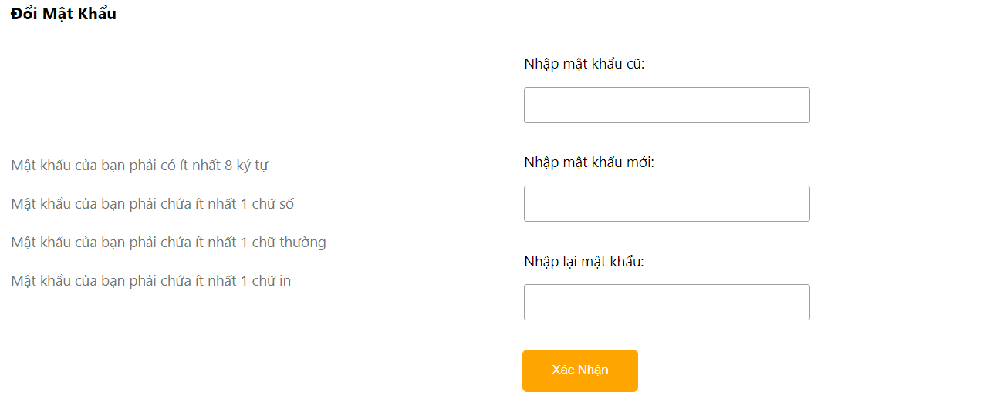 Đổi Mật Khẩu
Mật khẩu của bạn phải có ít nhất 8 ký tự
Mật khẩu của bạn phải chứa ít nhất 1 chữ số
Mật khẩu của bạn phải chứa ít nhất 1 chữ thường
Mật khẩu của bạn phải chứa ít nhất 1 chữ in
Nhập mật khẩu cũ:
Nhập mật khẩu mới:
Nhập lại mật khẩu:
Xác Nhận